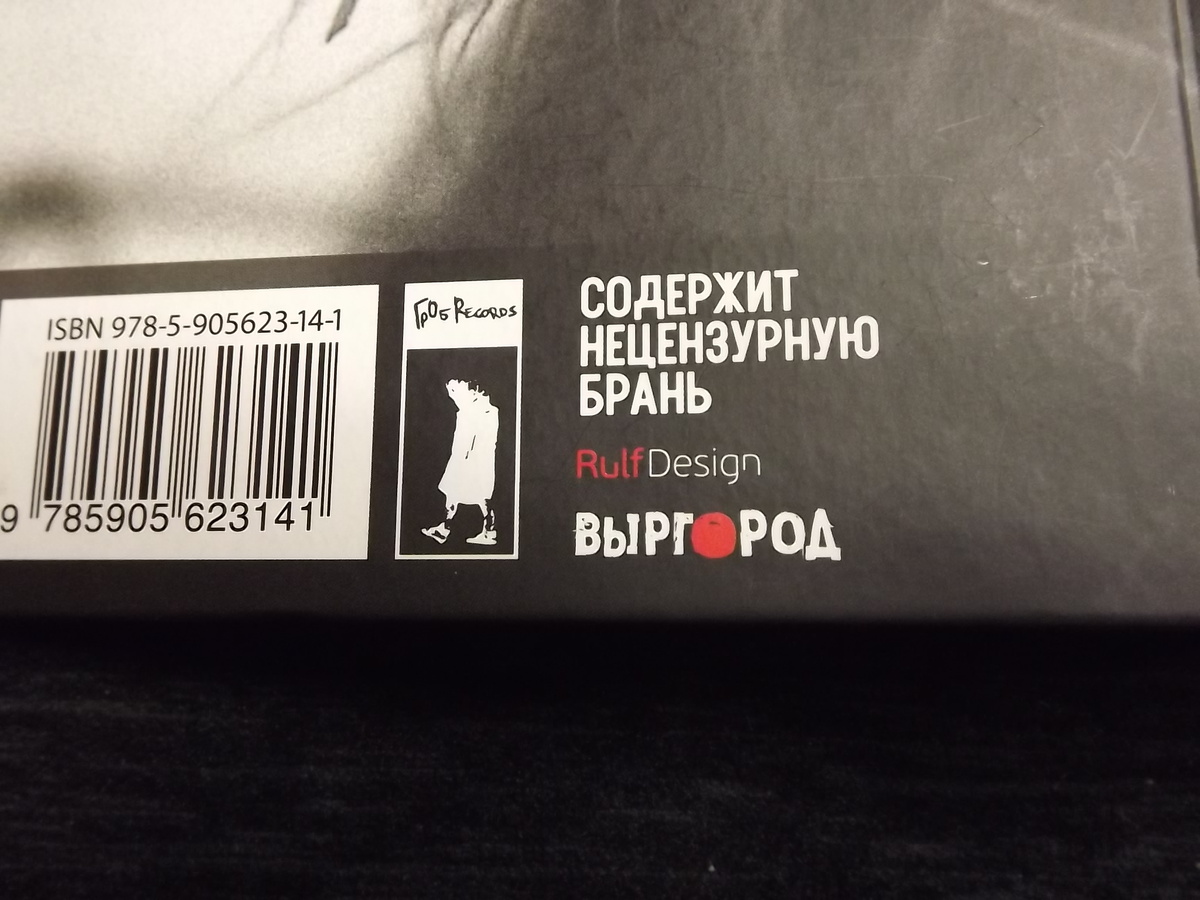 ISBN 978-5-905623-14-1
9 785905 623141
ГрОб Records
СОДЕРЖИТ
НЕЦЕНЗУРНУЮ
БРАНЬ
RulfDesign
ВЫРГОРОД